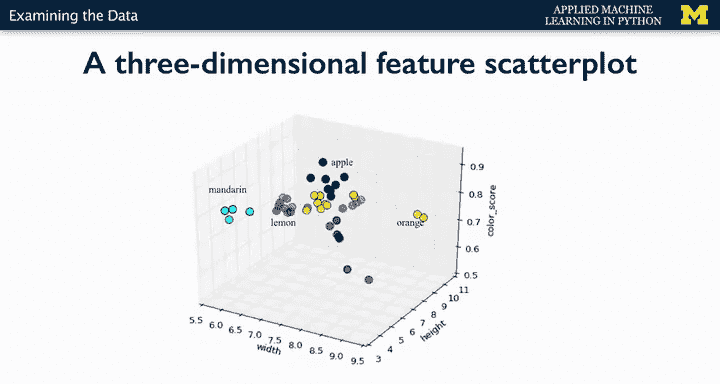 Examining the Data
APPLIED MACHINE
LEARNING IN PYTHON
M
A three-dimensional feature scatterplot
apple
mandarin
lemon
orange
0.9
0.8
0.7
0.6
0.5
color_score
5.5 6.0 6.5 7.0 7.5 8.0 8.5 9.0 9.5
width
3 4 5 6 7 8 9 10 11
height